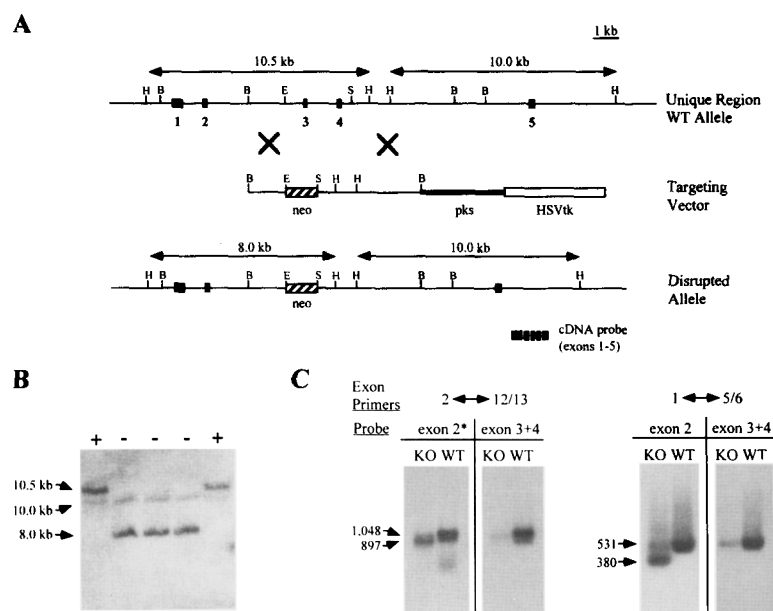 A
1 kb
10.5 kb 10.0 kb
H B B E S H H B B H
1 2 3 4 5
Unique Region
WT Allele
B E S H H B
neo pks HSVtk
Targeting
Vector
8.0 kb 10.0 kb
H B B E S H H B B H
neo
Disrupted
Allele
cDNA probe
(exons 1-5)
B
+ - - - +
10.5 kb
10.0 kb
8.0 kb
C
Exon
Primers
2 12/13
1 5/6
Probe
exon 2* exon 3+4
exon 2 exon 3+4
KO WT KO WT
KO WT KO WT
1.048
897
531
380